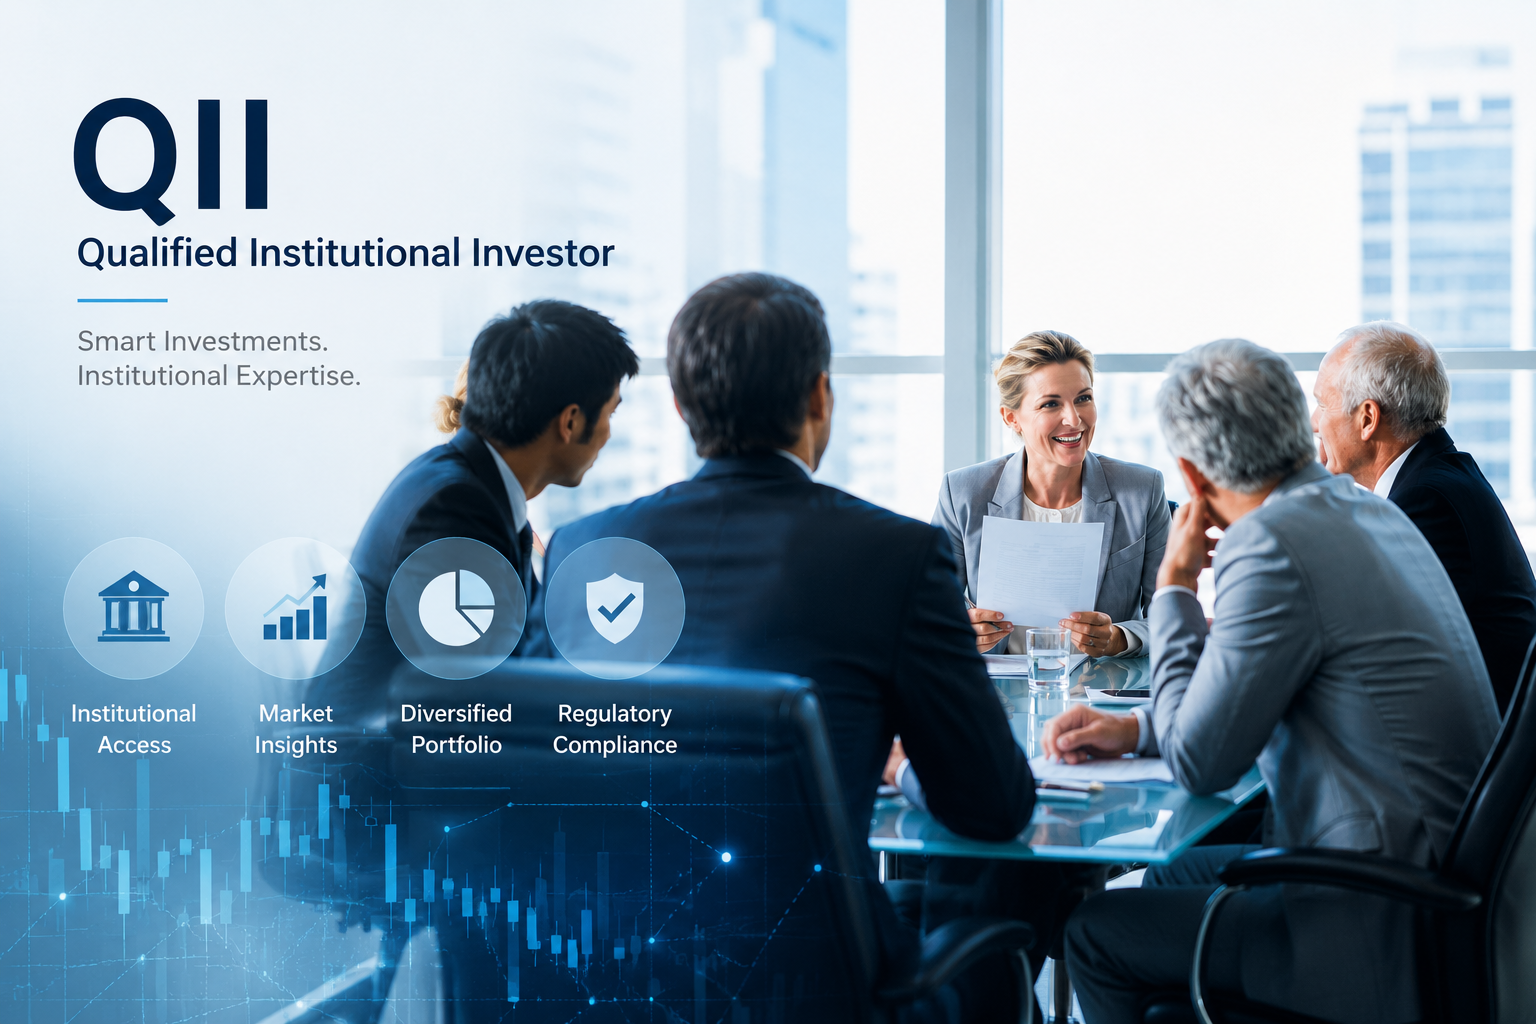 QII
Qualified Institutional Investor
Smart Investments.
Institutional Expertise.
Institutional
Access
Market
Insights
Diversified
Portfolio
Regulatory
Compliance